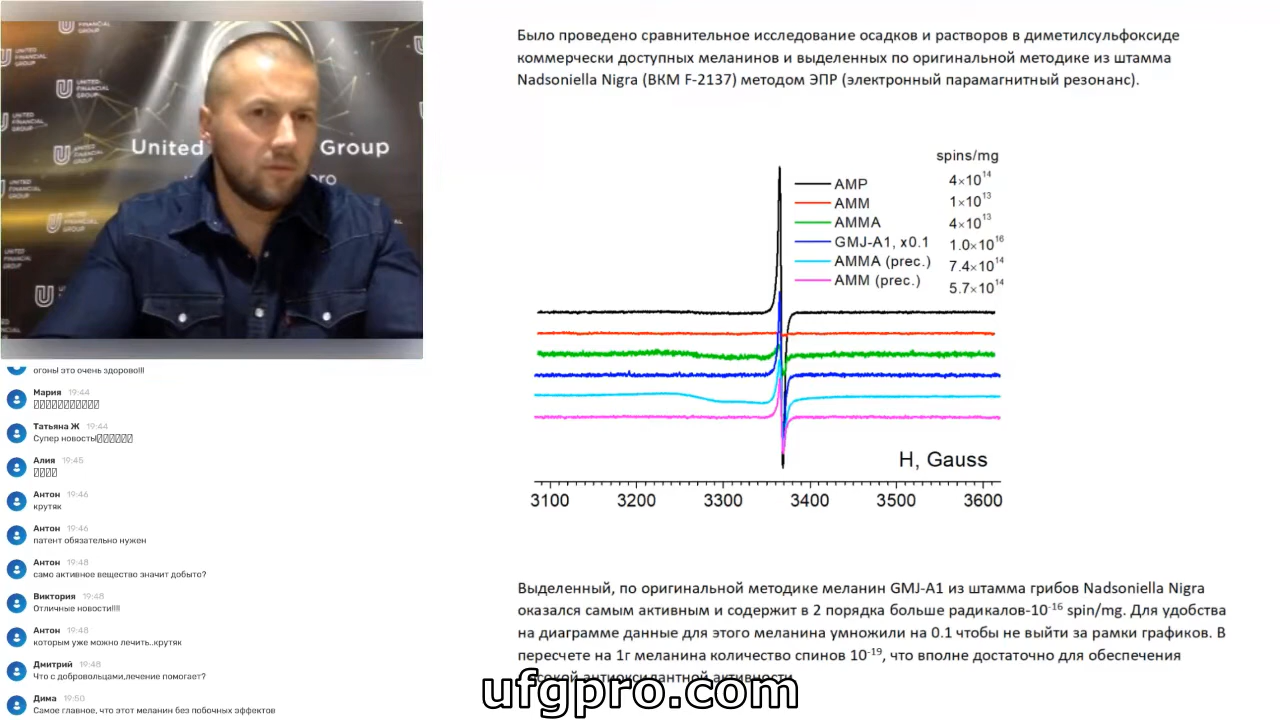 UNITED FINANCIAL GROUP
United Group
pro
Было проведено сравнительное исследование осадков и растворов в диметилсульфоксиде
коммерчески доступных меланинов и выделенных по оригинальной методике из штамма
Nadsoniella Nigra (ВКМ F-2137) методом ЭПР (электронный парамагнитный резонанс).
spins/mg
AMP 4×10¹⁴
AMM 1×10¹³
AMMA 4×10¹³
GMJ-A1, x0.1 1.0×10¹⁶
AMMA (prec.) 7.4×10¹⁴
AMM (prec.) 5.7×10¹⁴
H, Gauss
3100 3200 3300 3400 3500 3600
Выделенный, по оригинальной методике меланин GMJ-A1 из штамма грибов Nadsoniella Nigra
оказался самым активным и содержит в 2 порядка больше радикалов-10⁻¹⁶ spin/mg. Для удобства
на диаграмме данные для этого меланина умножили на 0.1 чтобы не выйти за рамки графиков. В
пересчете на 1г меланина количество спинов 10⁻¹⁹, что вполне достаточно для обеспечения
высокой антиоксидантной активности.
ufgpro.com
огонь! это очень здорово!!!
Мария 19:44
Татьяна Ж 19:44
Супер новость!
Алия 19:45
Антон 19:46
крутяк
Антон 19:46
патент обязательно нужен
Антон 19:48
само активное вещество значит добыто?
Виктория 19:48
Отличные новости!!!!
Антон 19:48
которым уже можно лечить..крутяк
Дмитрий 19:48
Что с добровольцами,лечение помогает?
Дима 19:50
Самое главное, что этот меланин без побочных эффектов